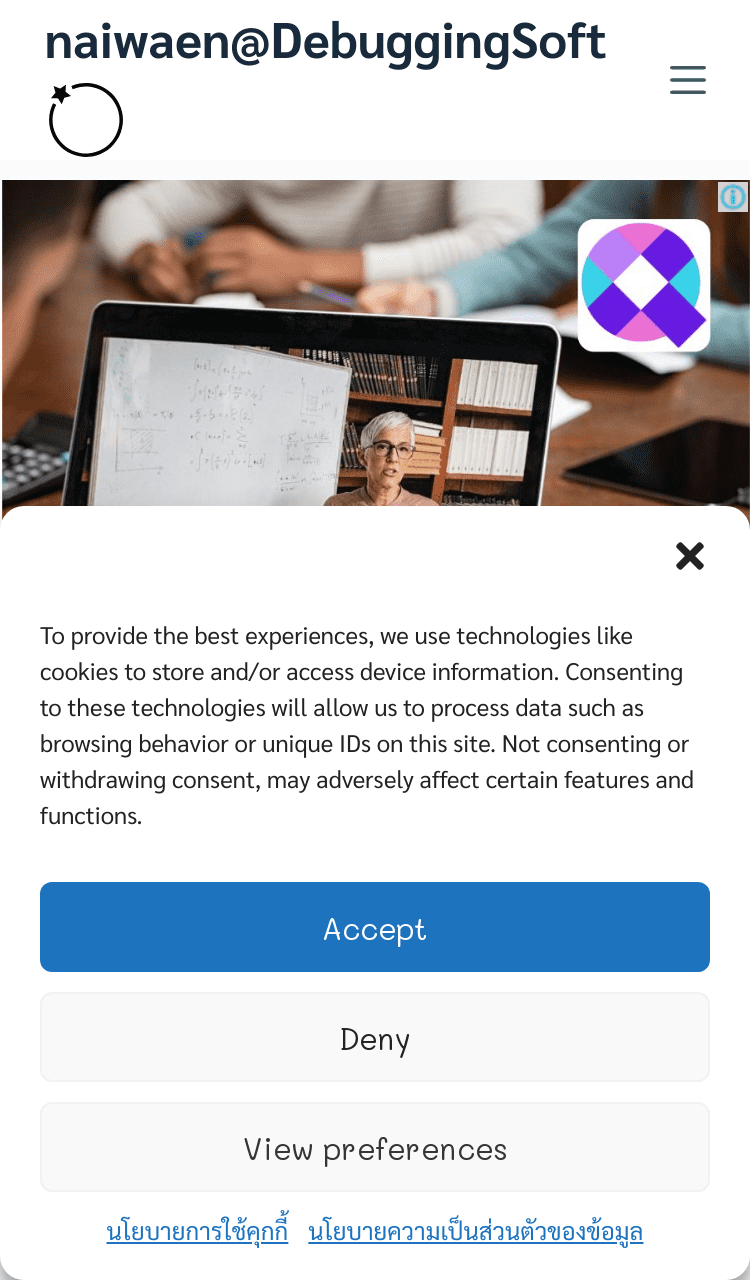 naiwaen@DebuggingSoft
To provide the best experiences, we use technologies like
cookies to store and/or access device information. Consenting
to these technologies will allow us to process data such as
browsing behavior or unique IDs on this site. Not consenting or
withdrawing consent, may adversely affect certain features and
functions.
Accept
Deny
View preferences
นโยบายการใช้คุกกี้ นโยบายความเป็นส่วนตัวของข้อมูล